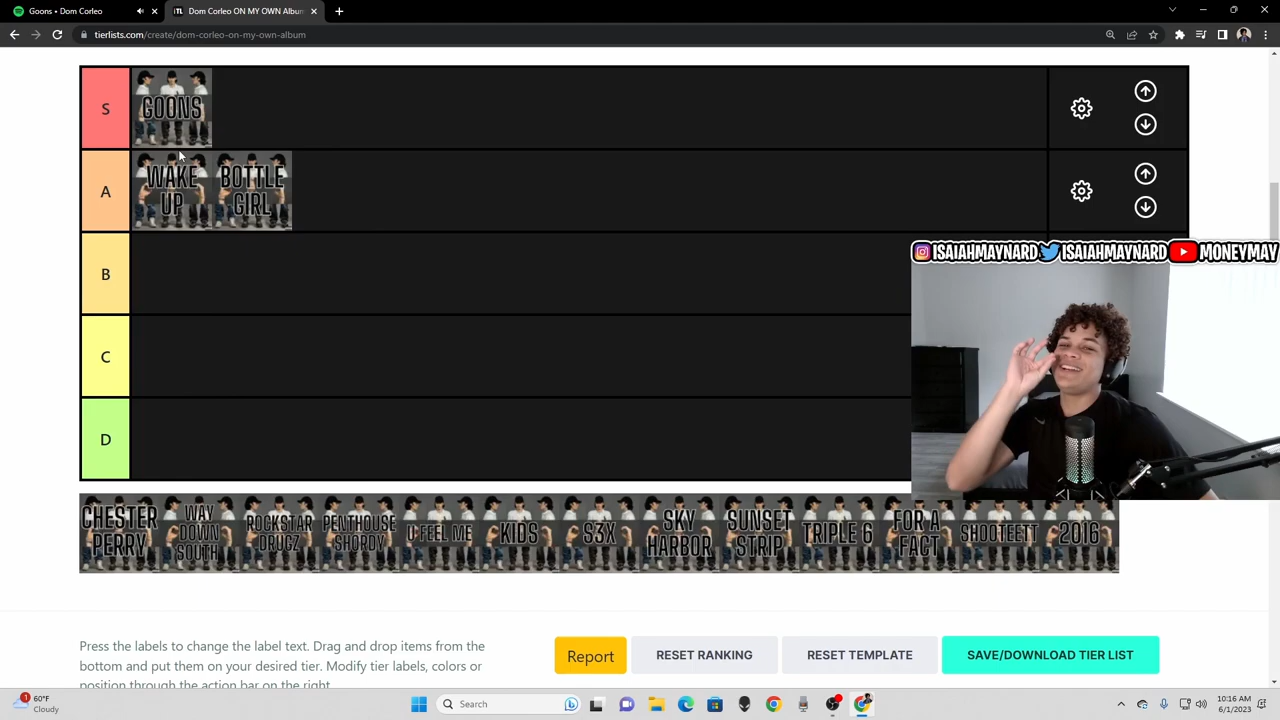 Goons • Dom Corleo
Dom Corleo ON MY OWN Album
tierlists.com/create/dom-corleo-on-my-own-album
S
GOONS
A
WAKE UP
BOTTLE GIRL
B
ISAIAHMAYNARD ISAIAHMAYNARD MONEYMAY
C
D
CHESTER PERRY
WAY DOWN SOUTH
ROCKSTAR DRUGZ
PENTHOUSE SHORDY
U FEEL ME
KIDS
S3X
SKY HARBOR
SUNSET STRIP
TRIPLE 6
FOR A FACT
SHOOTEETT
2016
Press the labels to change the label text. Drag and drop items from the
bottom and put them on your desired tier. Modify tier labels, colors or
position through the action bar on the right.
Report
RESET RANKING
RESET TEMPLATE
SAVE/DOWNLOAD TIER LIST
1
60°F
Cloudy
Search
10:16 AM
6/1/2023